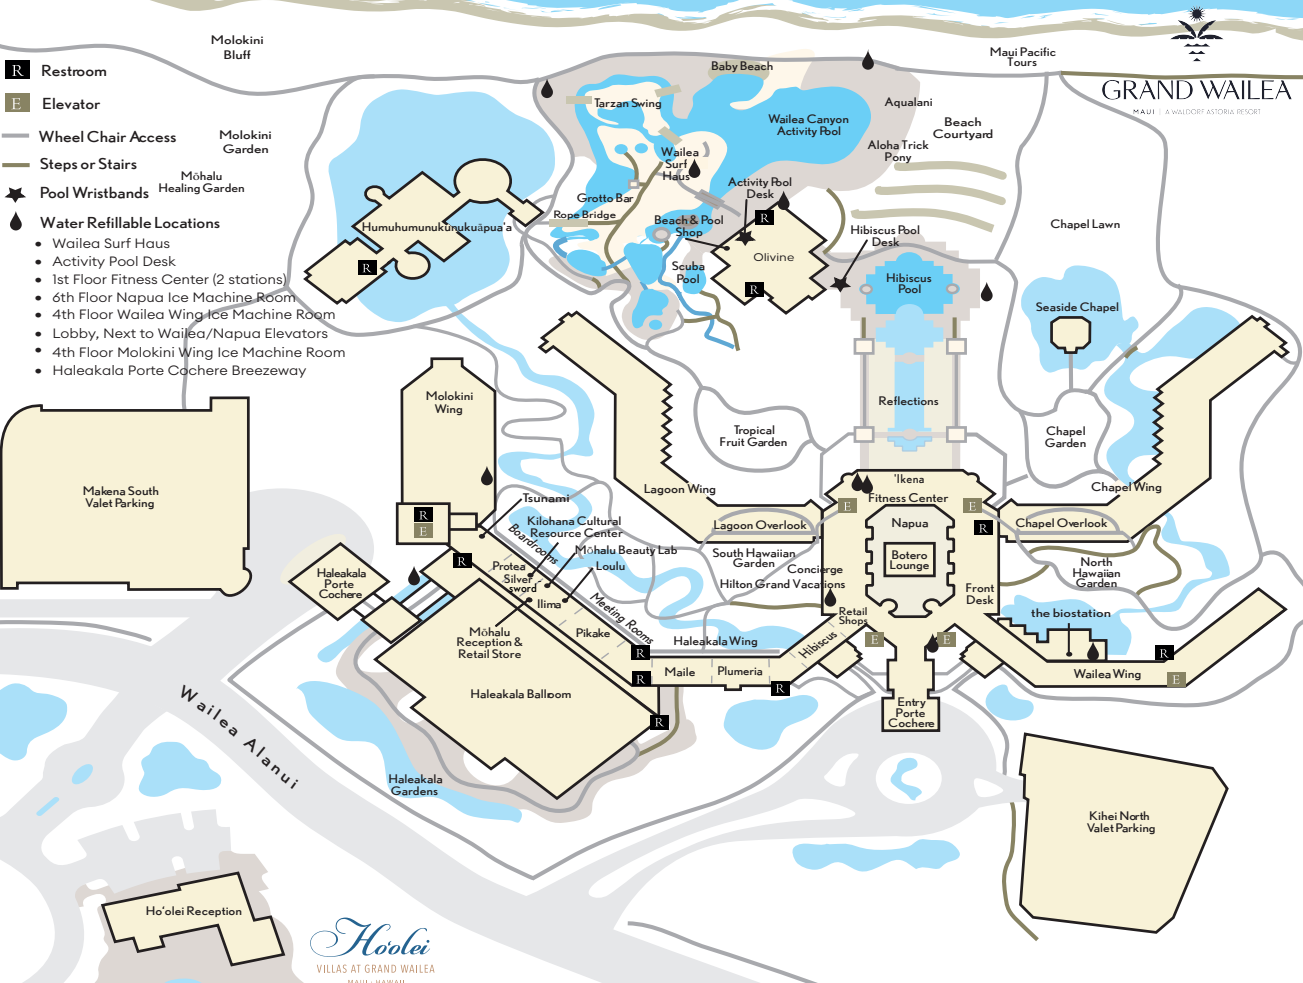 Molokini
Bluff
Maui Pacific
Tours
GRAND WAILEA
MAUI | A WALDORF ASTORIA RESORT
R Restroom
E Elevator
Wheel Chair Access
Steps or Stairs
Pool Wristbands
Water Refillable Locations
• Wailea Surf Haus
• Activity Pool Desk
• 1st Floor Fitness Center (2 stations)
• 6th Floor Napua Ice Machine Room
• 4th Floor Wailea Wing Ice Machine Room
• Lobby, Next to Wailea/Napua Elevators
• 4th Floor Molokini Wing Ice Machine Room
• Haleakala Porte Cochere Breezeway
Molokini
Garden
Mōhalu
Healing Garden
Baby Beach
Tarzan Swing
Wailea Canyon
Activity Pool
Aqualani
Beach
Courtyard
Aloha Trick
Pony
Wailea
Surf
Haus
Activity Pool
Desk
Grotto Bar
Rope Bridge
Beach & Pool
Shop
R
Humuhumunukunukuāpua'a
R
Hibiscus Pool
Desk
Chapel Lawn
Olivine
R
Scuba
Pool
Hibiscus
Pool
Seaside Chapel
Molokini
Wing
Reflections
Tropical
Fruit Garden
Chapel
Garden
Makena South
Valet Parking
Lagoon Wing
'Ikena
Fitness Center
Chapel Wing
E
E
Tsunami
R
E
Kilohana Cultural
Resource Center
Boardrooms
Lagoon Overlook
Napua
R
Chapel Overlook
Mōhalu Beauty Lab
Loulu
South Hawaiian
Garden
Botero
Lounge
R
Protea
Silver
sword
Concierge
Hilton Grand Vacations
North
Hawaiian
Garden
Haleakala
Porte
Cochere
Ilima
Meeting Rooms
Front
Desk
Retail
Shops
the biostation
Mōhalu
Reception &
Retail Store
Pikake
Haleakala Wing
Hibiscus
E
E
R
R
R
Maile
Plumeria
R
Wailea Wing
E
Haleakala Ballroom
R
Entry
Porte
Cochere
Wailea Alanui
Haleakala
Gardens
Kihei North
Valet Parking
Ho'olei Reception
Ho'olei
VILLAS AT GRAND WAILEA
MAUI • HAWAII